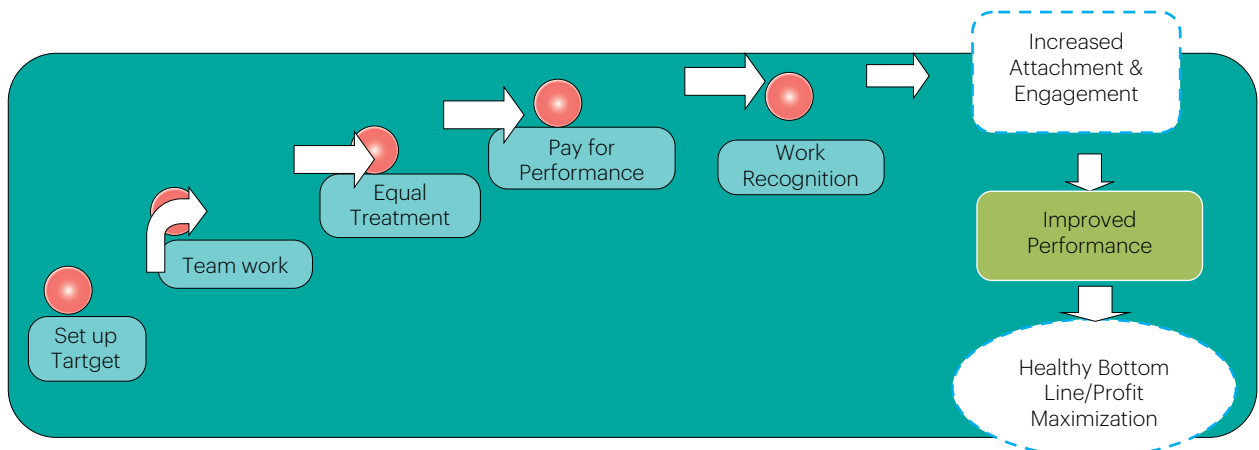 Set up
Tartget
Team work
Equal
Treatment
Pay for
Performance
Work
Recognition
Increased
Attachment &
Engagement
Improved
Performance
Healthy Bottom
Line/Profit
Maximization